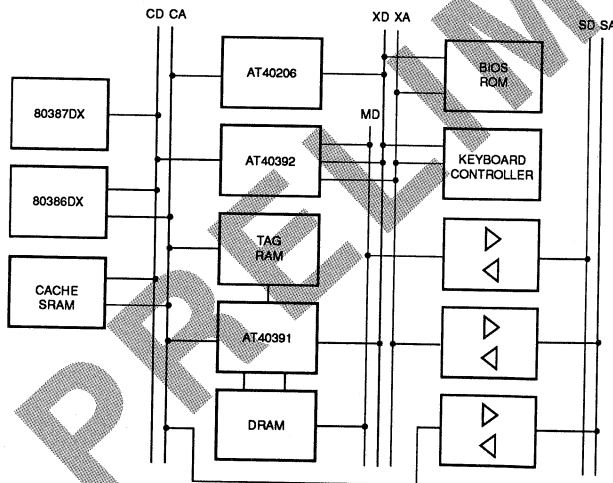 CD CA
XD XA
SD SA
AT40206
BIOS
ROM
80387DX
MD
AT40392
KEYBOARD
CONTROLLER
80386DX
TAG
RAM
CACHE
SRAM
AT40391
DRAM
PRELIM